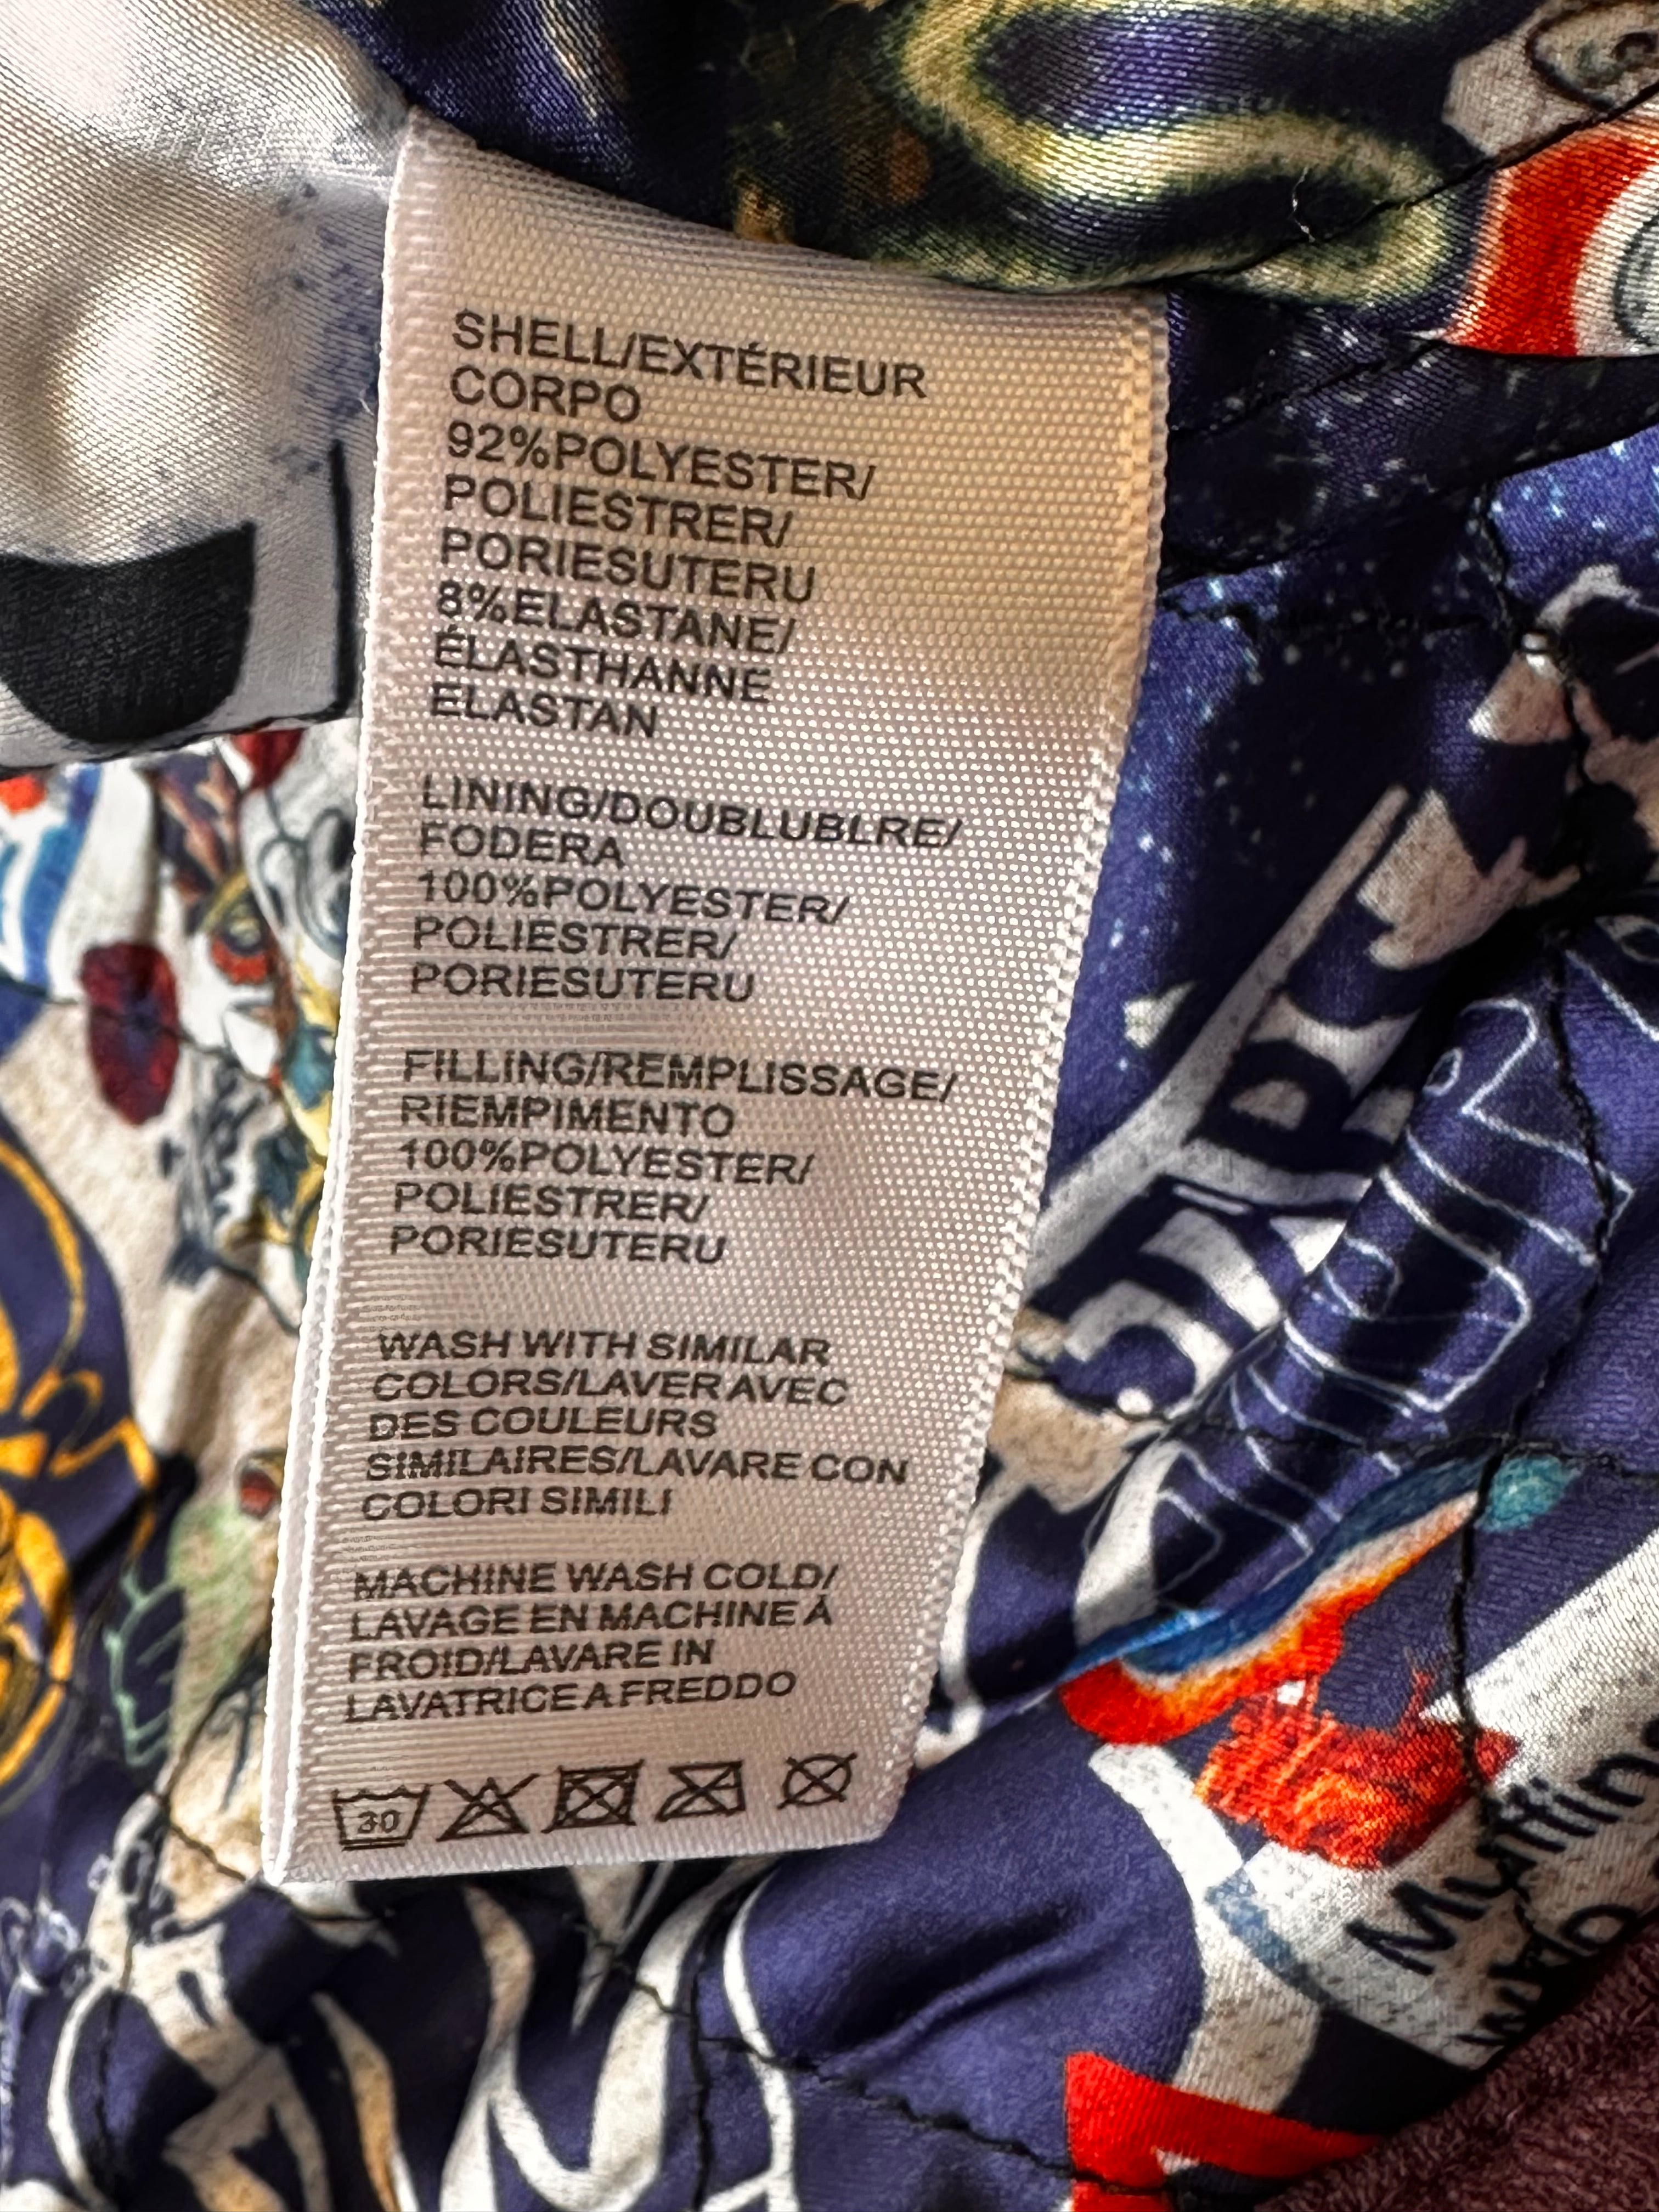 SHELL/EXTÉRIEUR
CORPO
92%POLYESTER/
POLIESTRER/
PORIESUTERU
8%ELASTANE/
ÉLASTHANNE
ELASTAN
LINING/DOUBLUBLRE/
FODERA
100%POLYESTER/
POLIESTRER/
PORIESUTERU
FILLING/REMPLISSAGE/
RIEMPIMENTO
100%POLYESTER/
POLIESTRER/
PORIESUTERU
WASH WITH SIMILAR
COLORS/LAVER AVEC
DES COULEURS
SIMILAIRES/LAVARE CON
COLORI SIMILI
MACHINE WASH COLD/
LAVAGE EN MACHINE À
FROID/LAVARE IN
LAVATRICE A FREDDO
30